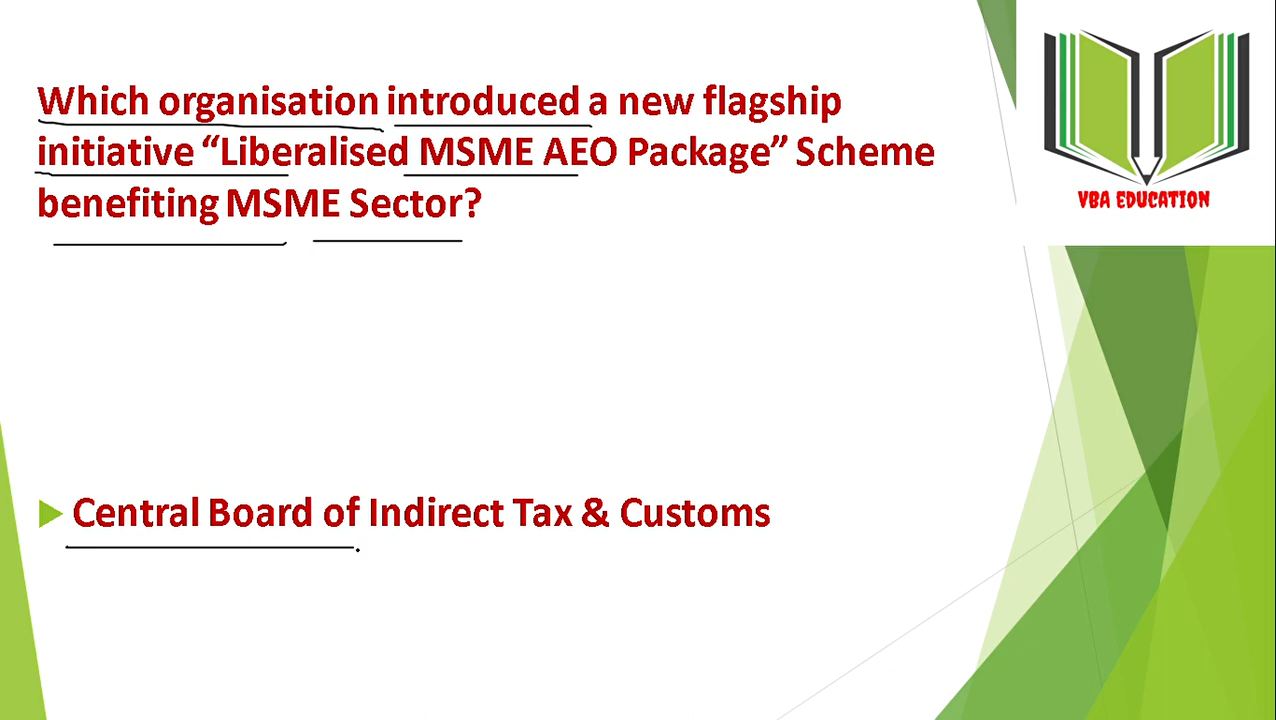 Which organisation introduced a new flagship
initiative “Liberalised MSME AEO Package” Scheme
benefiting MSME Sector?
VBA EDUCATION
Central Board of Indirect Tax & Customs